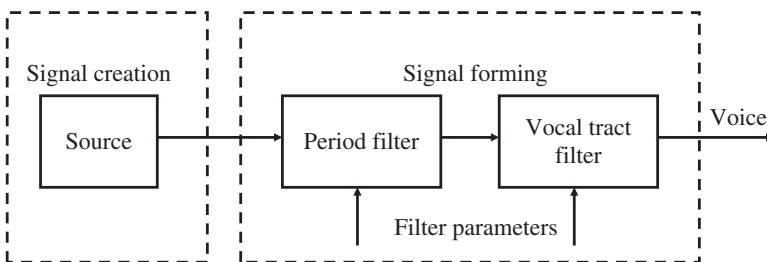 Signal creation
Signal forming
Source
Period filter
Vocal tract
filter
Voice
Filter parameters